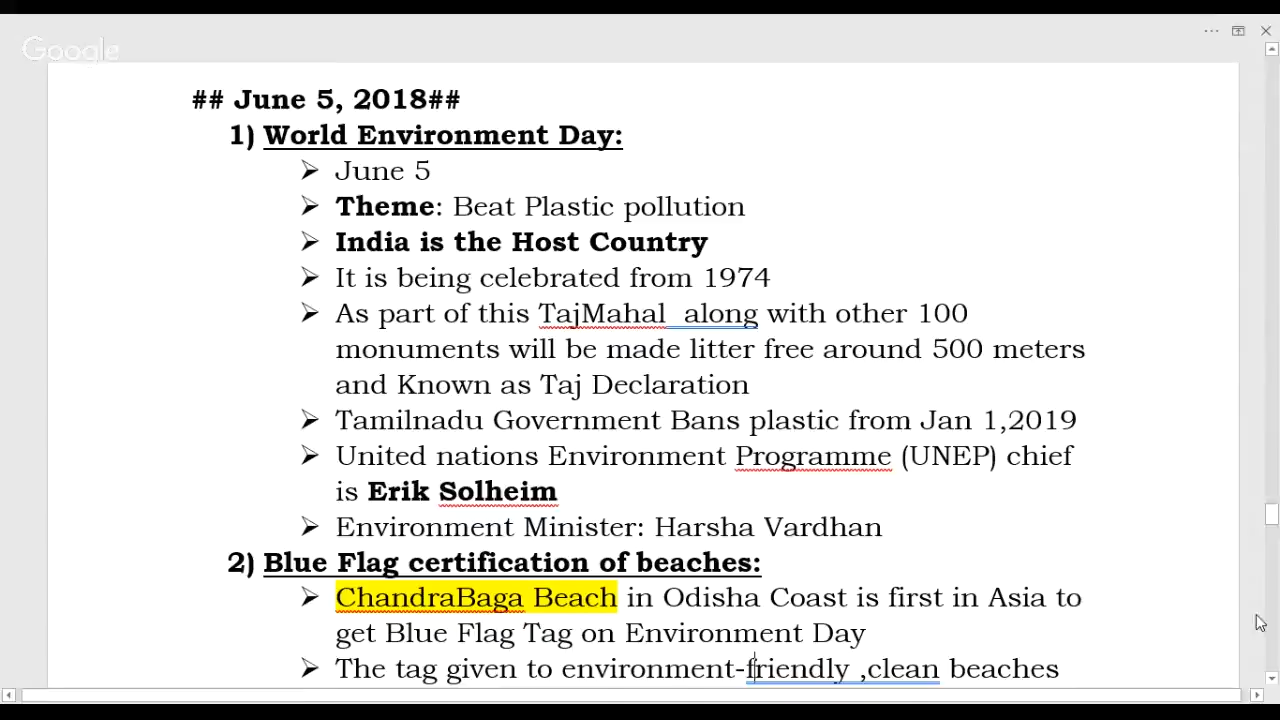 Google
## June 5, 2018##
1) World Environment Day:
➢ June 5
➢ Theme: Beat Plastic pollution
➢ India is the Host Country
➢ It is being celebrated from 1974
➢ As part of this TajMahal  along with other 100
monuments will be made litter free around 500 meters
and Known as Taj Declaration
➢ Tamilnadu Government Bans plastic from Jan 1,2019
➢ United nations Environment Programme (UNEP) chief
is Erik Solheim
➢ Environment Minister: Harsha Vardhan
2) Blue Flag certification of beaches:
➢ ChandraBaga Beach in Odisha Coast is first in Asia to
get Blue Flag Tag on Environment Day
➢ The tag given to environment-friendly ,clean beaches